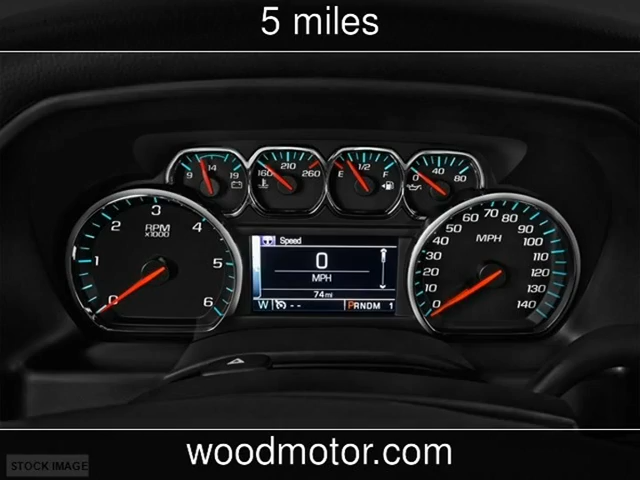 5 miles
9 14 19
160 210 260
E 1/2 F
0 40 80
0 1 2 3 4 5 6
RPM
x1000
Speed
0
MPH
74 mi
W -- PRNDM 1
0 10 20 30 40 50 60 70 80 90 100 110 120 130 140
MPH
woodmotor.com
STOCK IMAGE